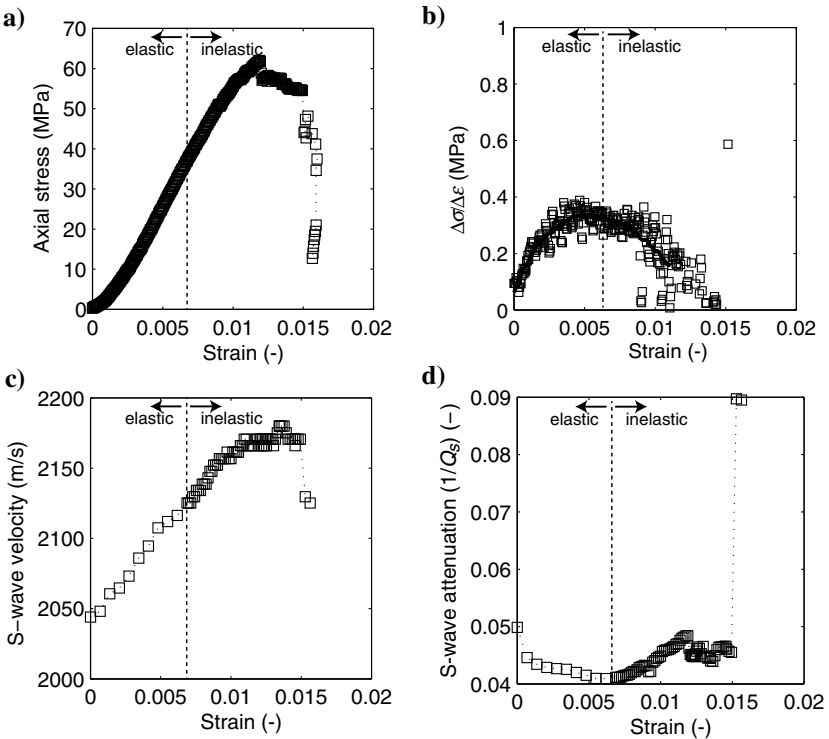 a)
elastic inelastic
70
60
50
40
30
20
10
0
Axial stress (MPa)
0 0.005 0.01 0.015 0.02
Strain (-)
b)
elastic inelastic
1
0.8
0.6
0.4
0.2
0
Δσ/Δε (MPa)
0 0.005 0.01 0.015 0.02
Strain (-)
c)
elastic inelastic
2200
2150
2100
2050
2000
S-wave velocity (m/s)
0 0.005 0.01 0.015 0.02
Strain (-)
d)
elastic inelastic
0.09
0.08
0.07
0.06
0.05
0.04
S-wave attenuation (1/Qs) (-)
0 0.005 0.01 0.015 0.02
Strain (-)